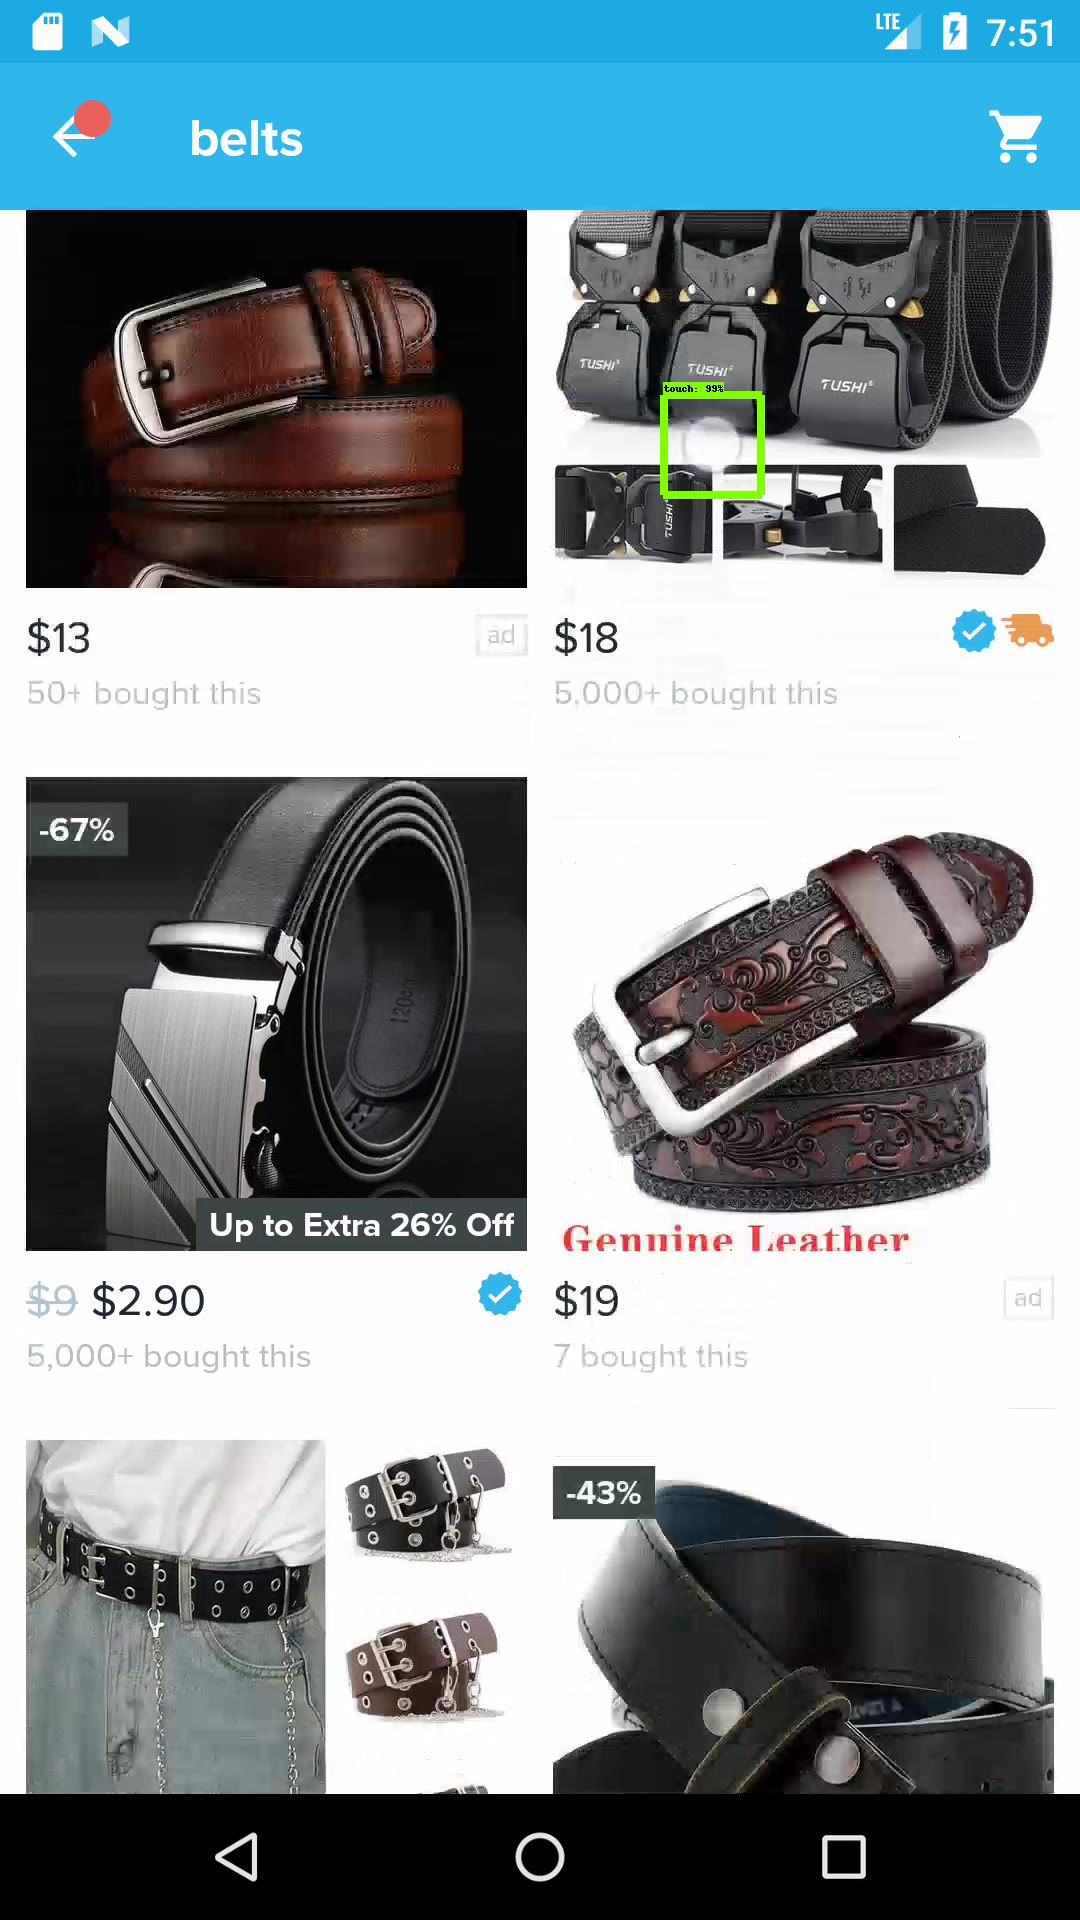 LTE 7:51
belts
TUSHI® TUSHI® TUSHI®
touch: 99%
TUSHI
$13 ad
50+ bought this
$18
5,000+ bought this
-67%
120cm
Up to Extra 26% Off
$9 $2.90
5,000+ bought this
Genuine Leather
$19 ad
7 bought this
-43%